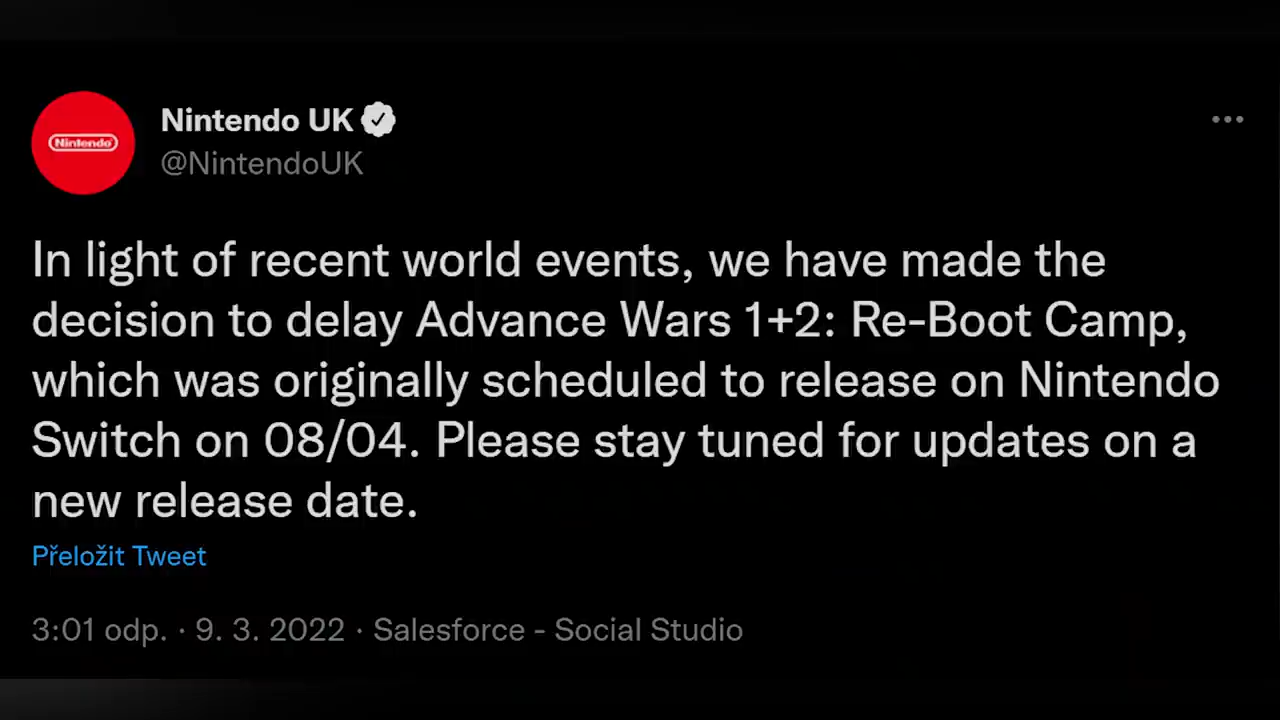 Nintendo
Nintendo UK
@NintendoUK
In light of recent world events, we have made the
decision to delay Advance Wars 1+2: Re-Boot Camp,
which was originally scheduled to release on Nintendo
Switch on 08/04. Please stay tuned for updates on a
new release date.
Přeložit Tweet
3:01 odp. · 9. 3. 2022 · Salesforce - Social Studio